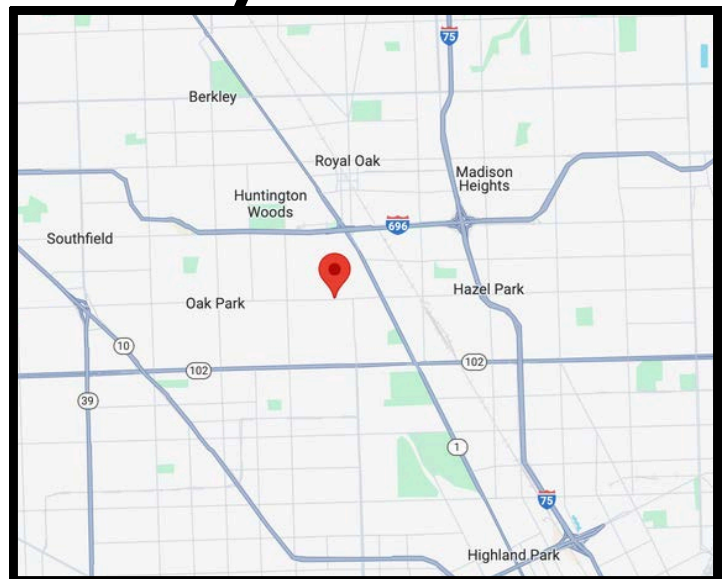 75
Berkley
Royal Oak
Madison
Heights
Huntington
Woods
696
Southfield
Hazel Park
Oak Park
10
102
102
39
1
75
Highland Park